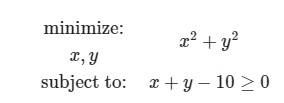 minimize:
x, y
x² + y²
subject to: x + y − 10 ≥ 0